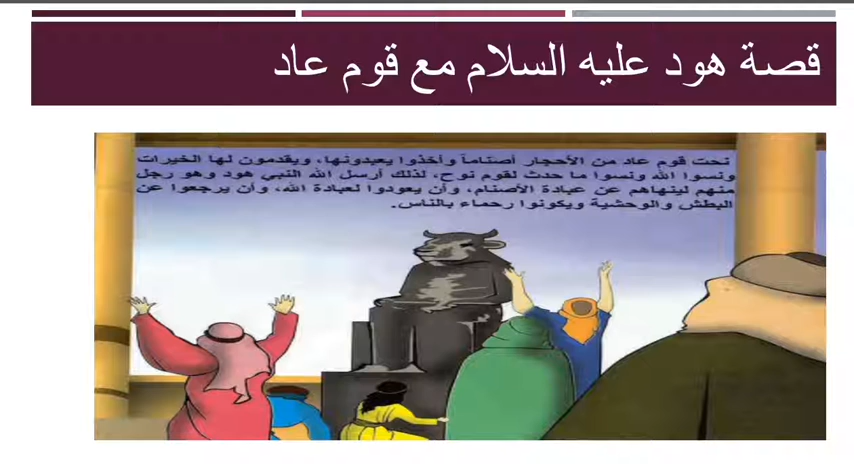 قصة هود عليه السلام مع قوم عاد
نحت قوم عاد من الأحجار أصناماً وأخذوا يعبدونها، ويقدمون لها الخيرات
ونسوا الله ونسوا ما حدث لقوم نوح، لذلك أرسل الله النبي هود وهو رجل
منهم لينهاهم عن عبادة الأصنام، وأن يعودوا لعبادة الله، وأن يرجعوا عن
البطش والوحشية ويكونوا رحماء بالناس.